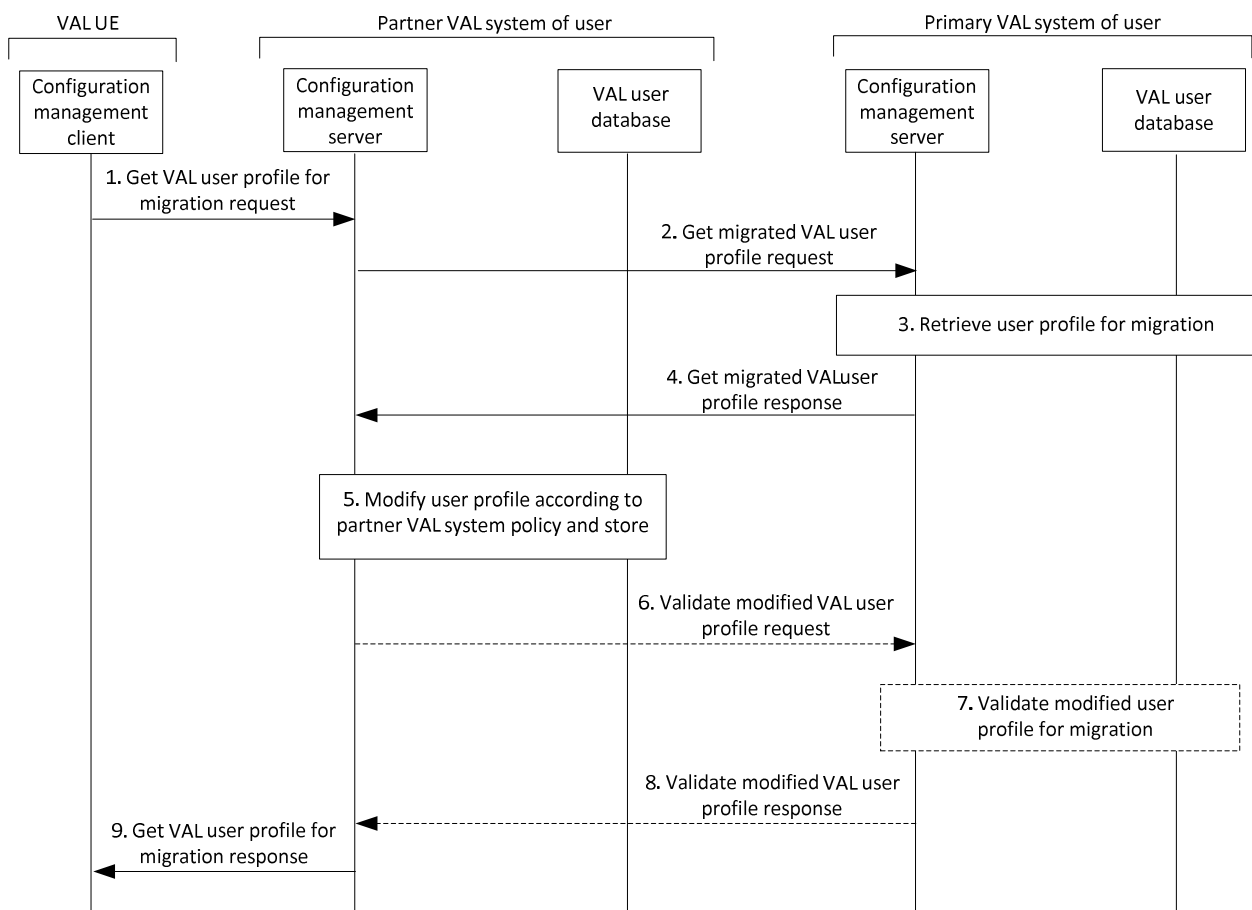 VAL UE
Partner VAL system of user
Primary VAL system of user
Configuration
management
client
Configuration
management
server
VAL user
database
Configuration
management
server
VAL user
database
1. Get VAL user profile for
migration request
2. Get migrated VAL user
profile request
3. Retrieve user profile for migration
4. Get migrated VALuser
profile response
5. Modify user profile according to
partner VAL system policy and store
6. Validate modified VAL user
profile request
7. Validate modified user
profile for migration
8. Validate modified VAL user
profile response
9. Get VAL user profile for
migration response